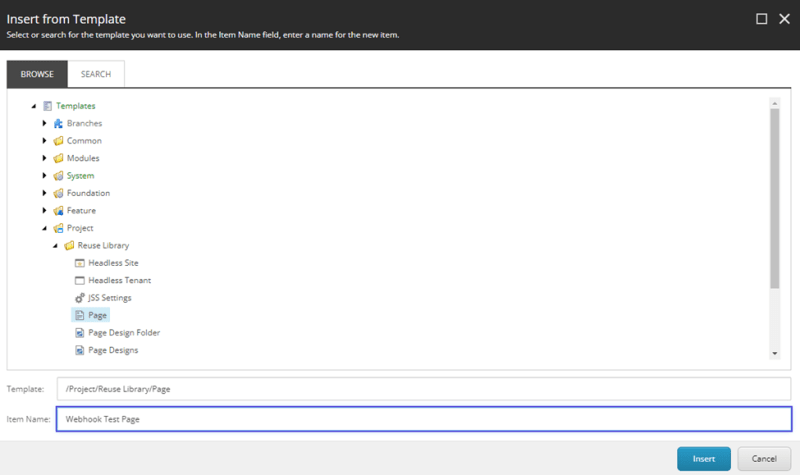 Insert from Template
Select or search for the template you want to use. In the Item Name field, enter a name for the new item.
BROWSE SEARCH
Templates
Branches
Common
Modules
System
Foundation
Feature
Project
Reuse Library
Headless Site
Headless Tenant
JSS Settings
Page
Page Design Folder
Page Designs
Template: /Project/Reuse Library/Page
Item Name: Webhook Test Page
Insert Cancel